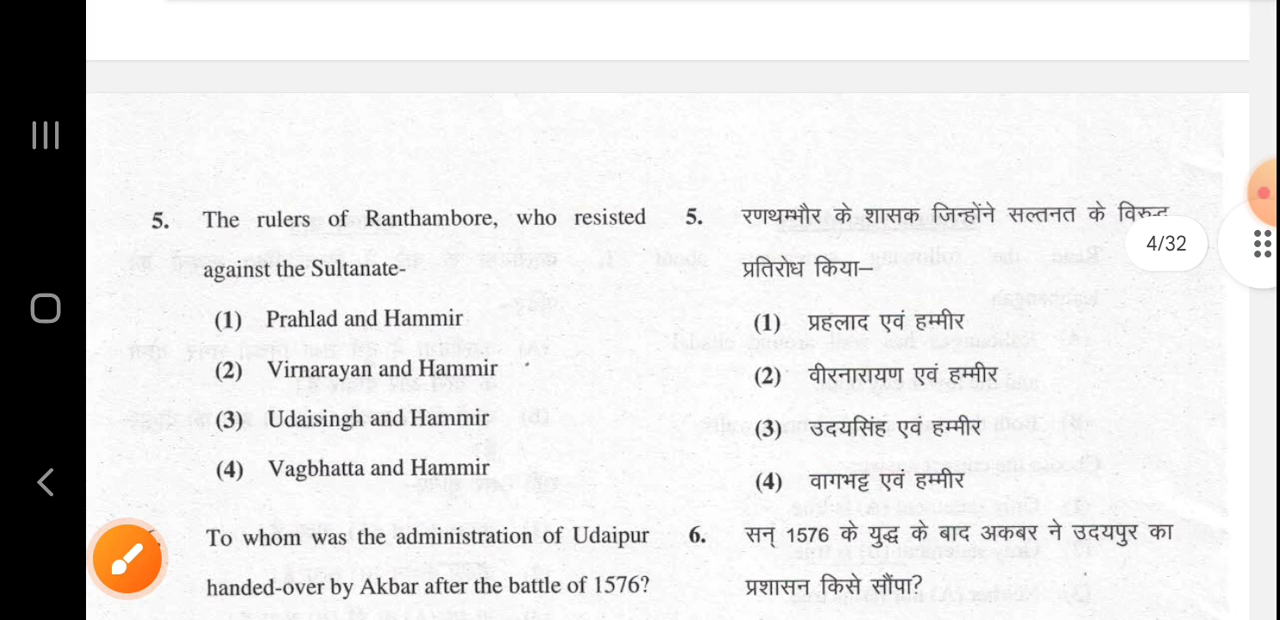 5. The rulers of Ranthambore, who resisted
against the Sultanate-
(1) Prahlad and Hammir
(2) Virnarayan and Hammir
(3) Udaisingh and Hammir
(4) Vagbhatta and Hammir
To whom was the administration of Udaipur
handed-over by Akbar after the battle of 1576?
5. रणथम्भौर के शासक जिन्होंने सल्तनत के विरुद्ध
प्रतिरोध किया–
(1) प्रहलाद एवं हम्मीर
(2) वीरनारायण एवं हम्मीर
(3) उदयसिंह एवं हम्मीर
(4) वागभट्ट एवं हम्मीर
6. सन् 1576 के युद्ध के बाद अकबर ने उदयपुर का
प्रशासन किसे सौंपा?
4/32